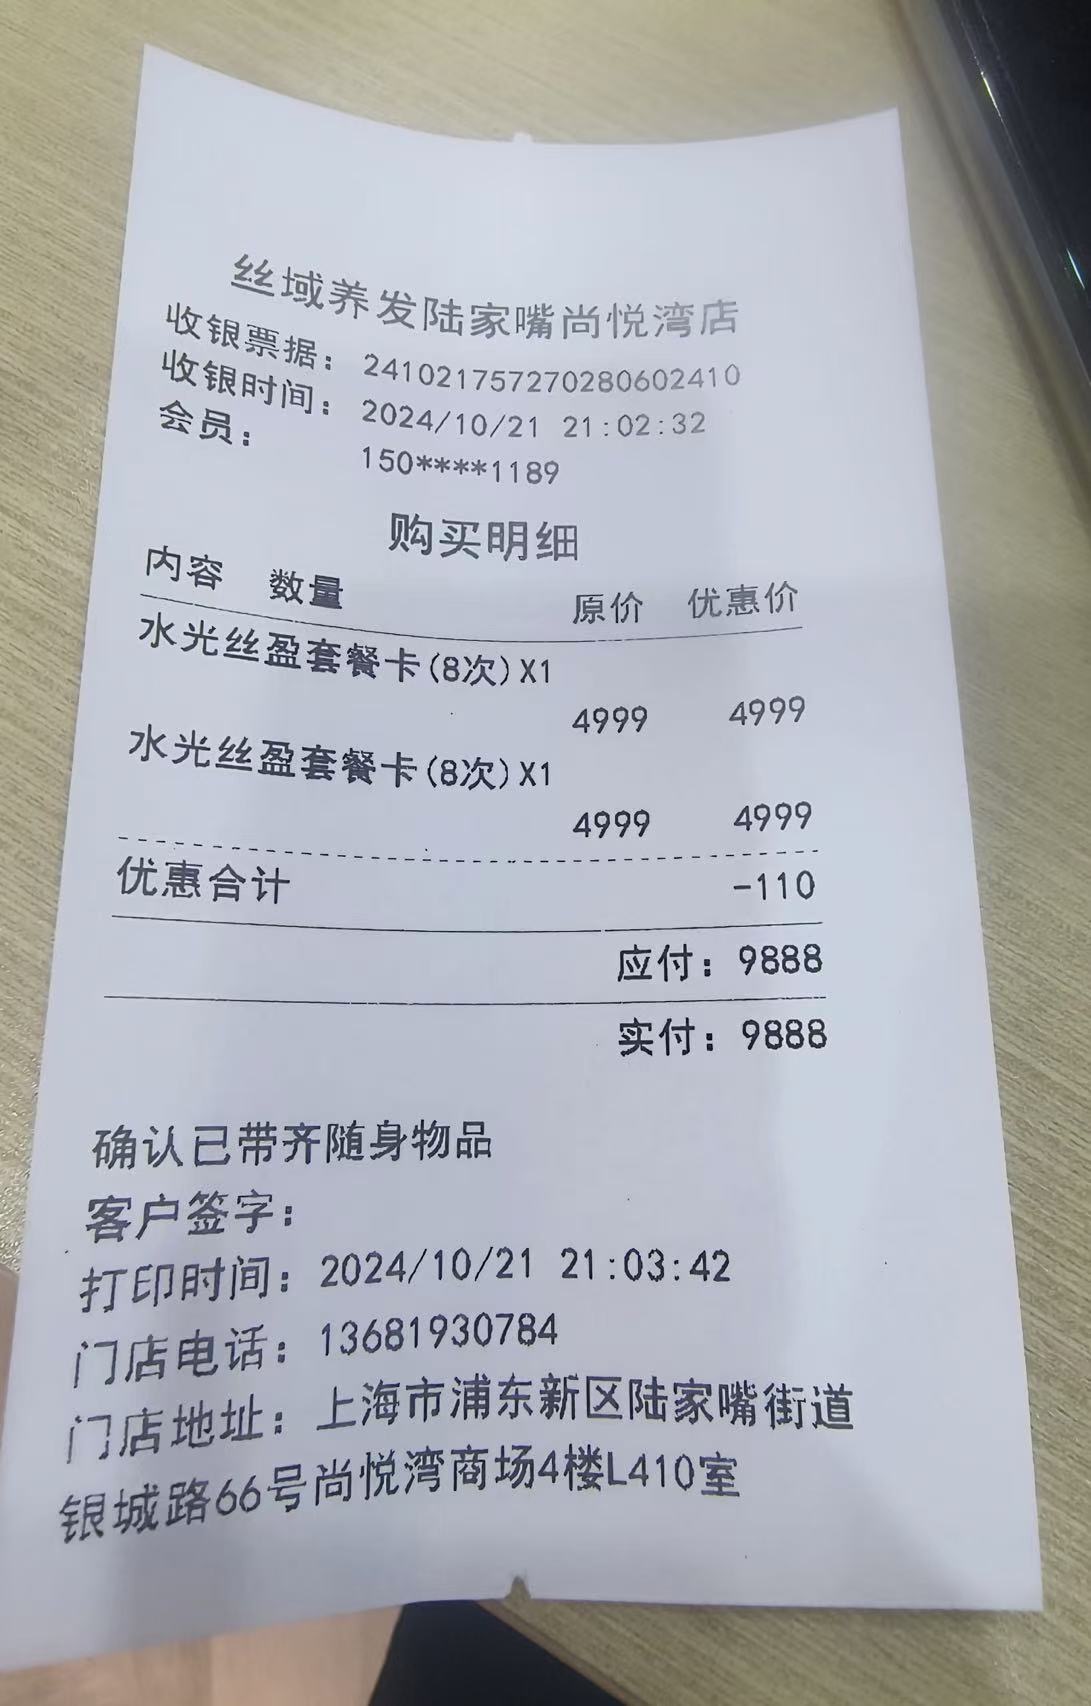 丝域养发陆家嘴尚悦湾店
收银票据: 241021757270280602410
收银时间: 2024/10/21 21:02:32
会员: 150****1189
购买明细
内容 数量 原价 优惠价
水光丝盈套餐卡(8次)X1
4999 4999
水光丝盈套餐卡(8次)X1
4999 4999
优惠合计 -110
应付: 9888
实付: 9888
确认已带齐随身物品
客户签字:
打印时间: 2024/10/21 21:03:42
门店电话: 13681930784
门店地址: 上海市浦东新区陆家嘴街道
银城路66号尚悦湾商场4楼L410室